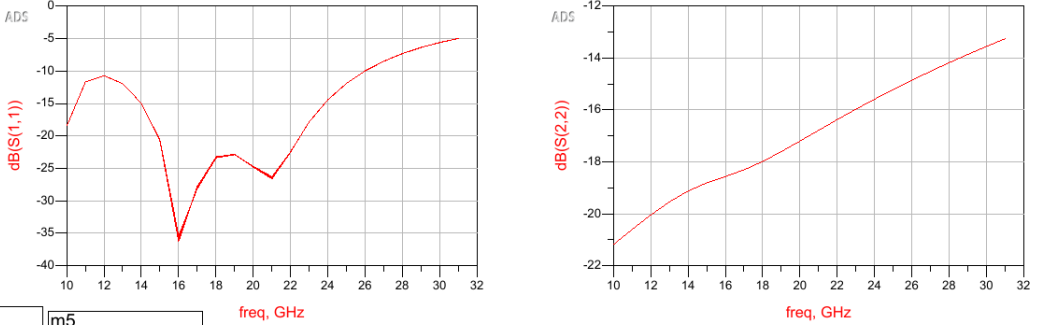 ADS
dB(S(1,1))
0
-5
-10
-15
-20
-25
-30
-35
-40
10 12 14 16 18 20 22 24 26 28 30 32
freq, GHz
m5
ADS
dB(S(2,2))
-12
-14
-16
-18
-20
-22
10 12 14 16 18 20 22 24 26 28 30 32
freq, GHz